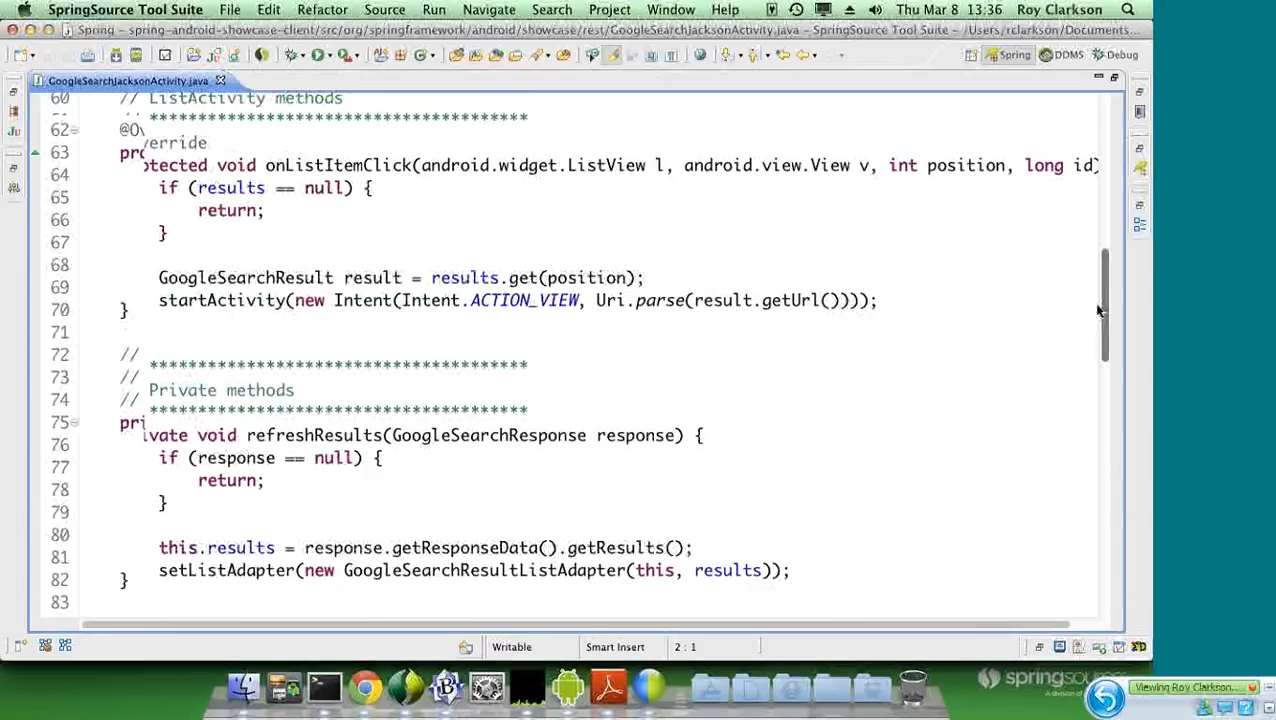 SpringSource Tool Suite File Edit Refactor Source Run Navigate Search Project Window Help Thu Mar 8 13:36 Roy Clarkson
Spring - spring-android-showcase-client/src/org/springframework/android/showcase/rest/GoogleSearchJacksonActivity.java - SpringSource Tool Suite - /Users/rclarkson/Documents...
Spring DDMS Debug
GoogleSearchJacksonActivity.java
60 // ListActivity methods
61 // ***************************************
62 @Override
63 protected void onListItemClick(android.widget.ListView l, android.view.View v, int position, long id)
64 if (results == null) {
65 return;
66 }
67
68 GoogleSearchResult result = results.get(position);
69 startActivity(new Intent(Intent.ACTION_VIEW, Uri.parse(result.getUrl())));
70 }
71
72 // ***************************************
73 // Private methods
74 // ***************************************
75 private void refreshResults(GoogleSearchResponse response) {
76 if (response == null) {
77 return;
78 }
79
80 this.results = response.getResponseData().getResults();
81 setListAdapter(new GoogleSearchResultListAdapter(this, results));
82 }
83
Writable Smart Insert 2 : 1
springsource
Viewing Roy Clarkson...